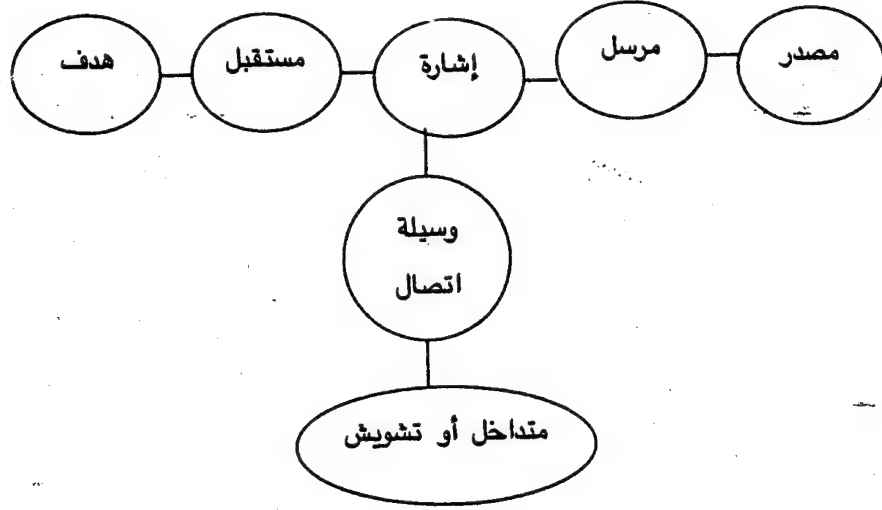 مصدر
مرسل
إشارة
مستقبل
هدف
وسيلة
اتصال
متداخل أو تشويش